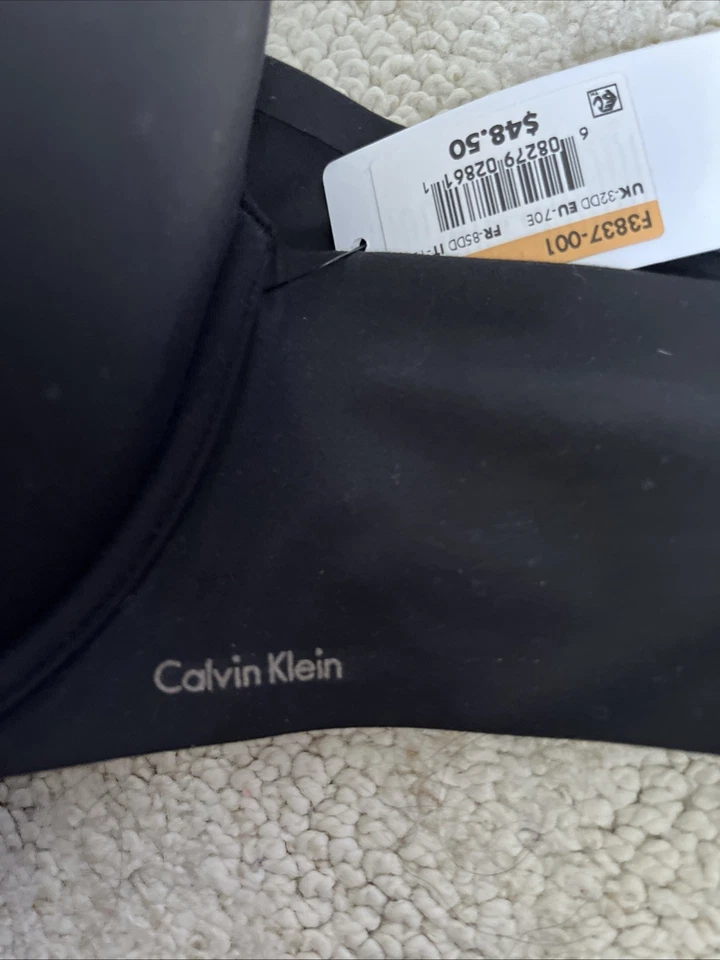 F3837-001
UK-32DD EU-70E FR-85DD
6 08279 02861 1
$48.50
Calvin Klein